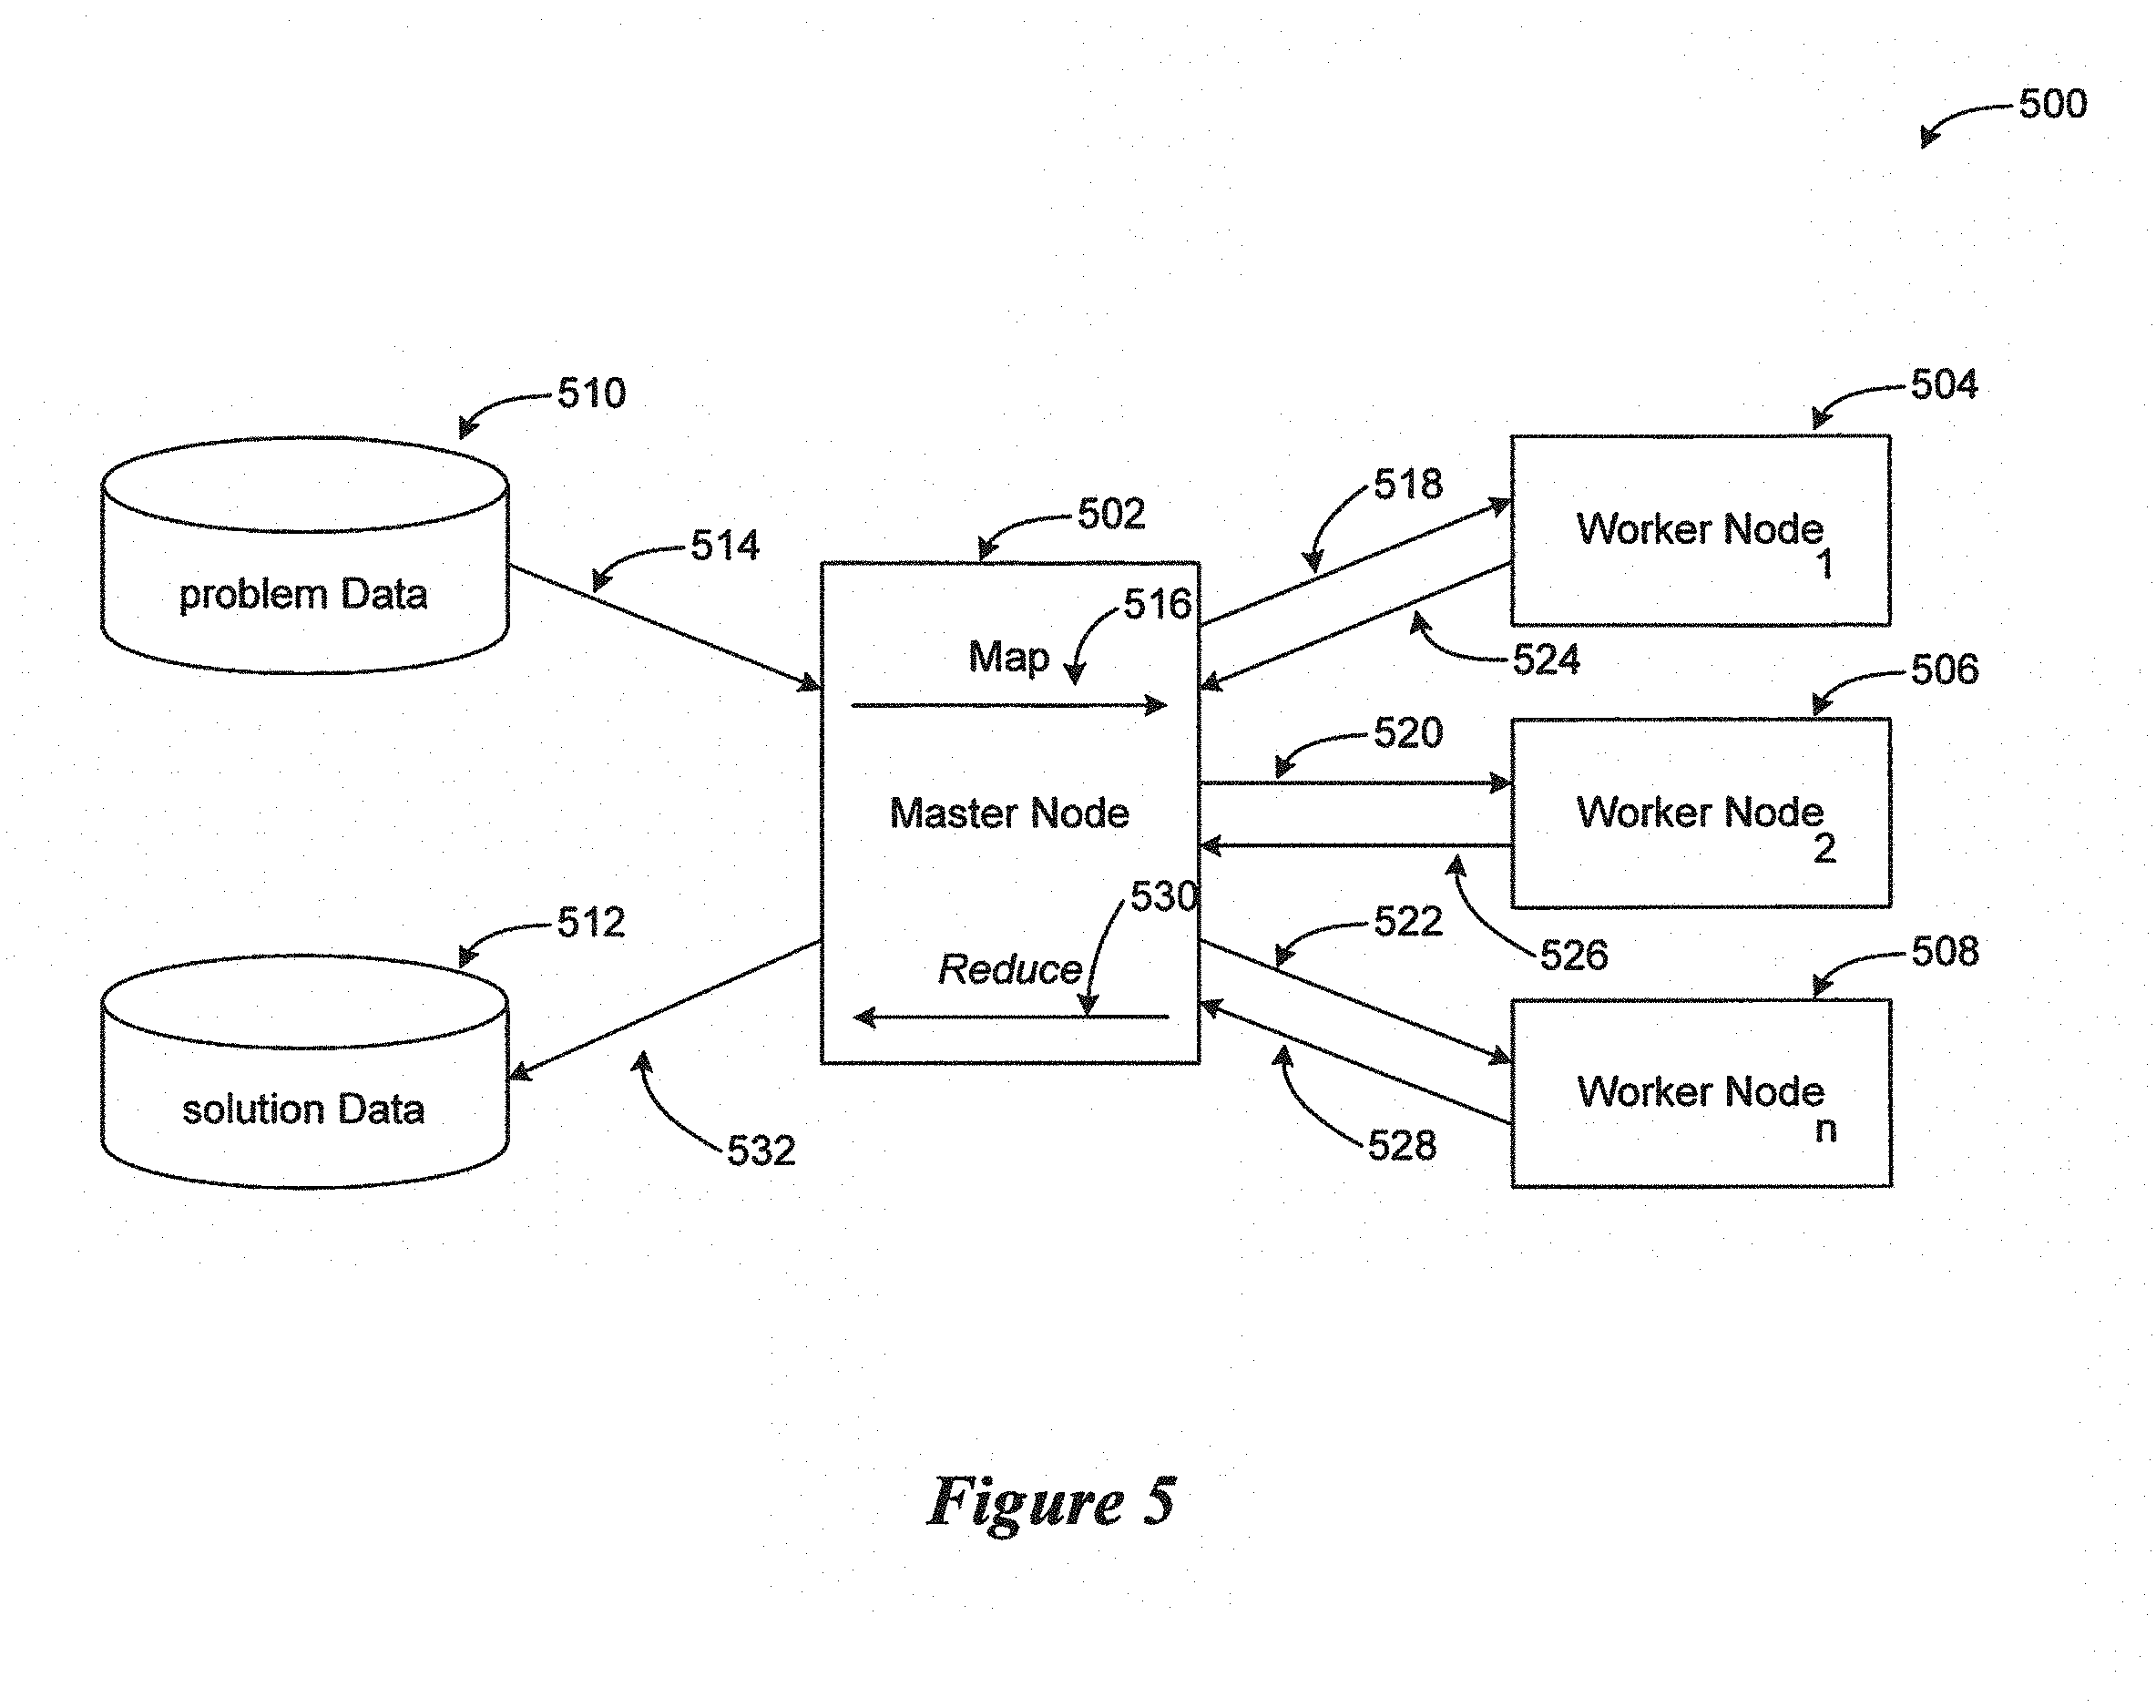 500
510
504
518
Worker Node
1
502
514
problem Data
516
Map
524
506
520
Master Node
Worker Node
2
530
512
522
526
508
Reduce
solution Data
Worker Node
n
532
528
Figure 5